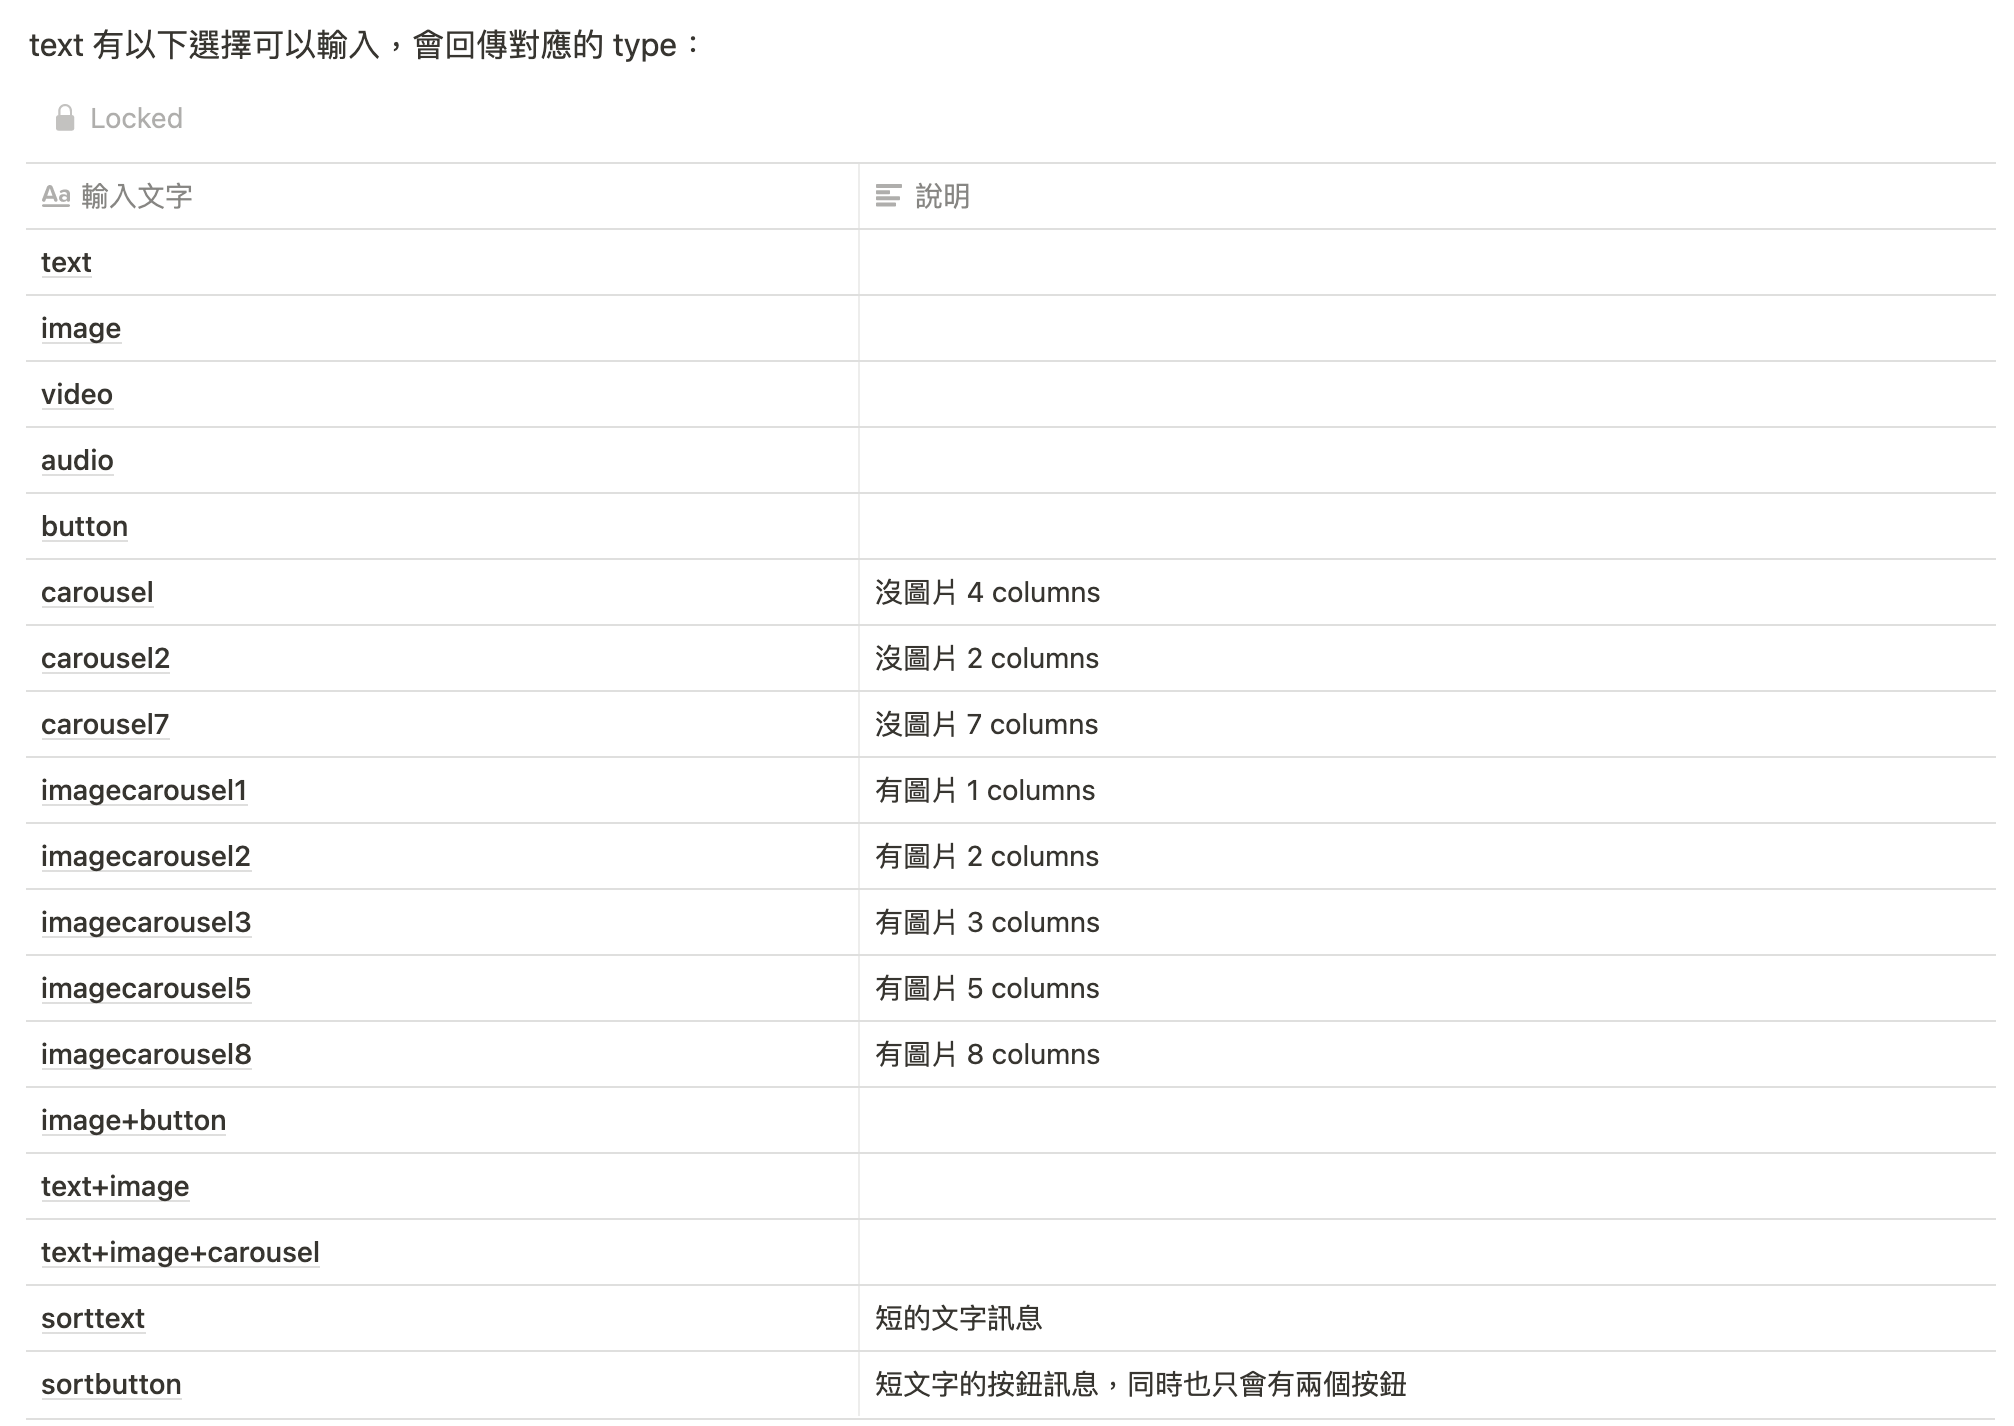 text 有以下選擇可以輸入，會回傳對應的 type：
Locked
Aa 輸入文字 說明
text
image
video
audio
button
carousel 沒圖片 4 columns
carousel2 沒圖片 2 columns
carousel7 沒圖片 7 columns
imagecarousel1 有圖片 1 columns
imagecarousel2 有圖片 2 columns
imagecarousel3 有圖片 3 columns
imagecarousel5 有圖片 5 columns
imagecarousel8 有圖片 8 columns
image+button
text+image
text+image+carousel
sorttext 短的文字訊息
sortbutton 短文字的按鈕訊息，同時也只會有兩個按鈕